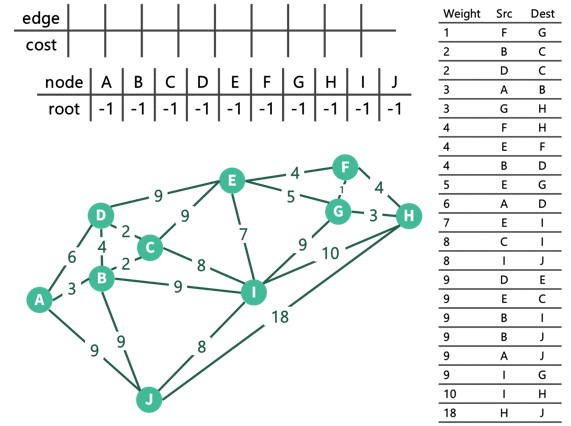 edge
cost
node A B C D E F G H I J
root -1 -1 -1 -1 -1 -1 -1 -1 -1 -1
Weight Src Dest
1 F G
2 B C
2 D C
3 A B
3 G H
4 F H
4 E F
4 B D
5 E G
6 A D
7 E I
8 C I
8 I J
9 D E
9 E C
9 B I
9 B J
9 A J
9 I G
10 I H
18 H J
F
4
E
1
4
9
5
G
3
H
D
2
9
6
4
C
7
9
10
2
8
B
3
9
I
A
18
9
8
9
J